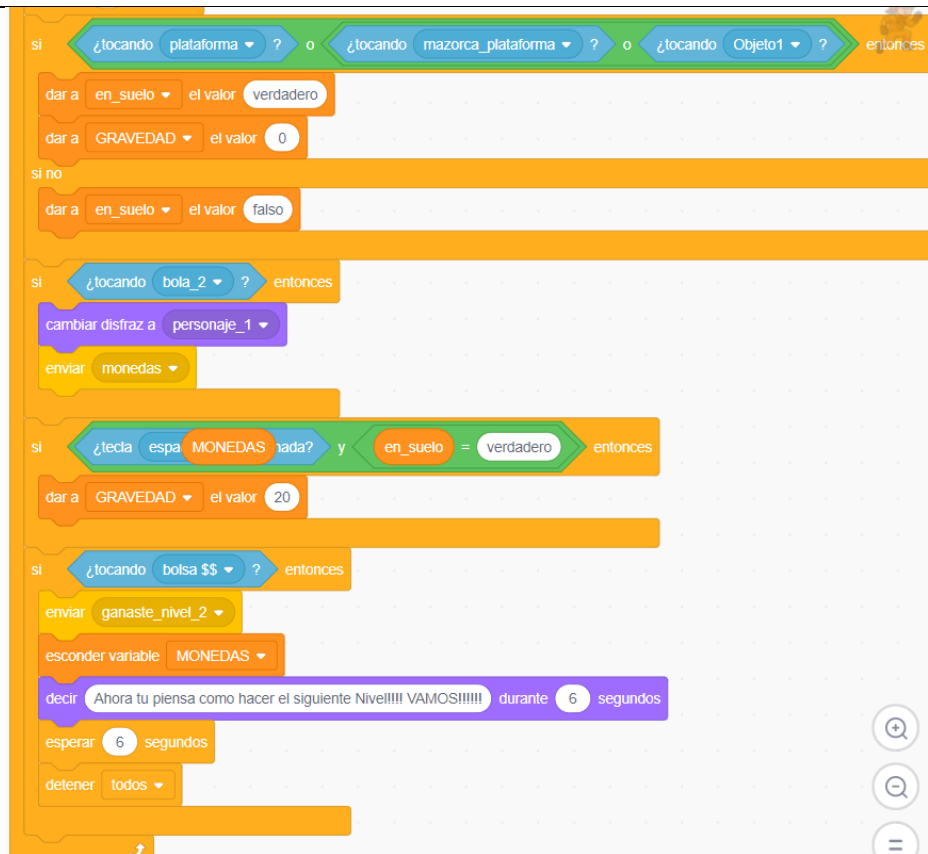 si ¿tocando plataforma ? o ¿tocando mazorca_plataforma ? o ¿tocando Objeto1 ? entonces
dar a en_suelo el valor verdadero
dar a GRAVEDAD el valor 0
si no
dar a en_suelo el valor falso
si ¿tocando bola_2 ? entonces
cambiar disfraz a personaje_1
enviar monedas
si ¿tecla espa MONEDAS nada? y en_suelo = verdadero entonces
dar a GRAVEDAD el valor 20
si ¿tocando bolsa $$ ? entonces
enviar ganaste_nivel_2
esconder variable MONEDAS
decir Ahora tu piensa como hacer el siguiente Nivel!!!! VAMOS!!!!!! durante 6 segundos
esperar 6 segundos
detener todos